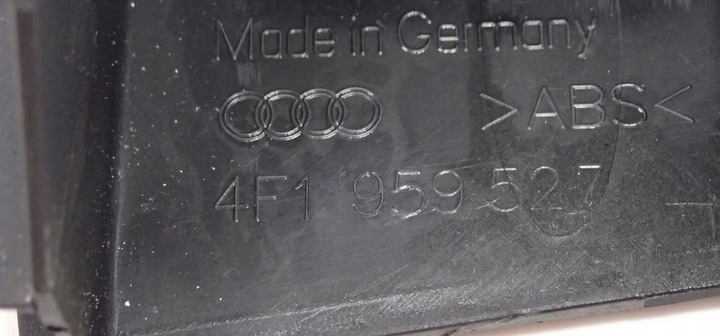 Made in Germany
>ABS<
4F1 959 527